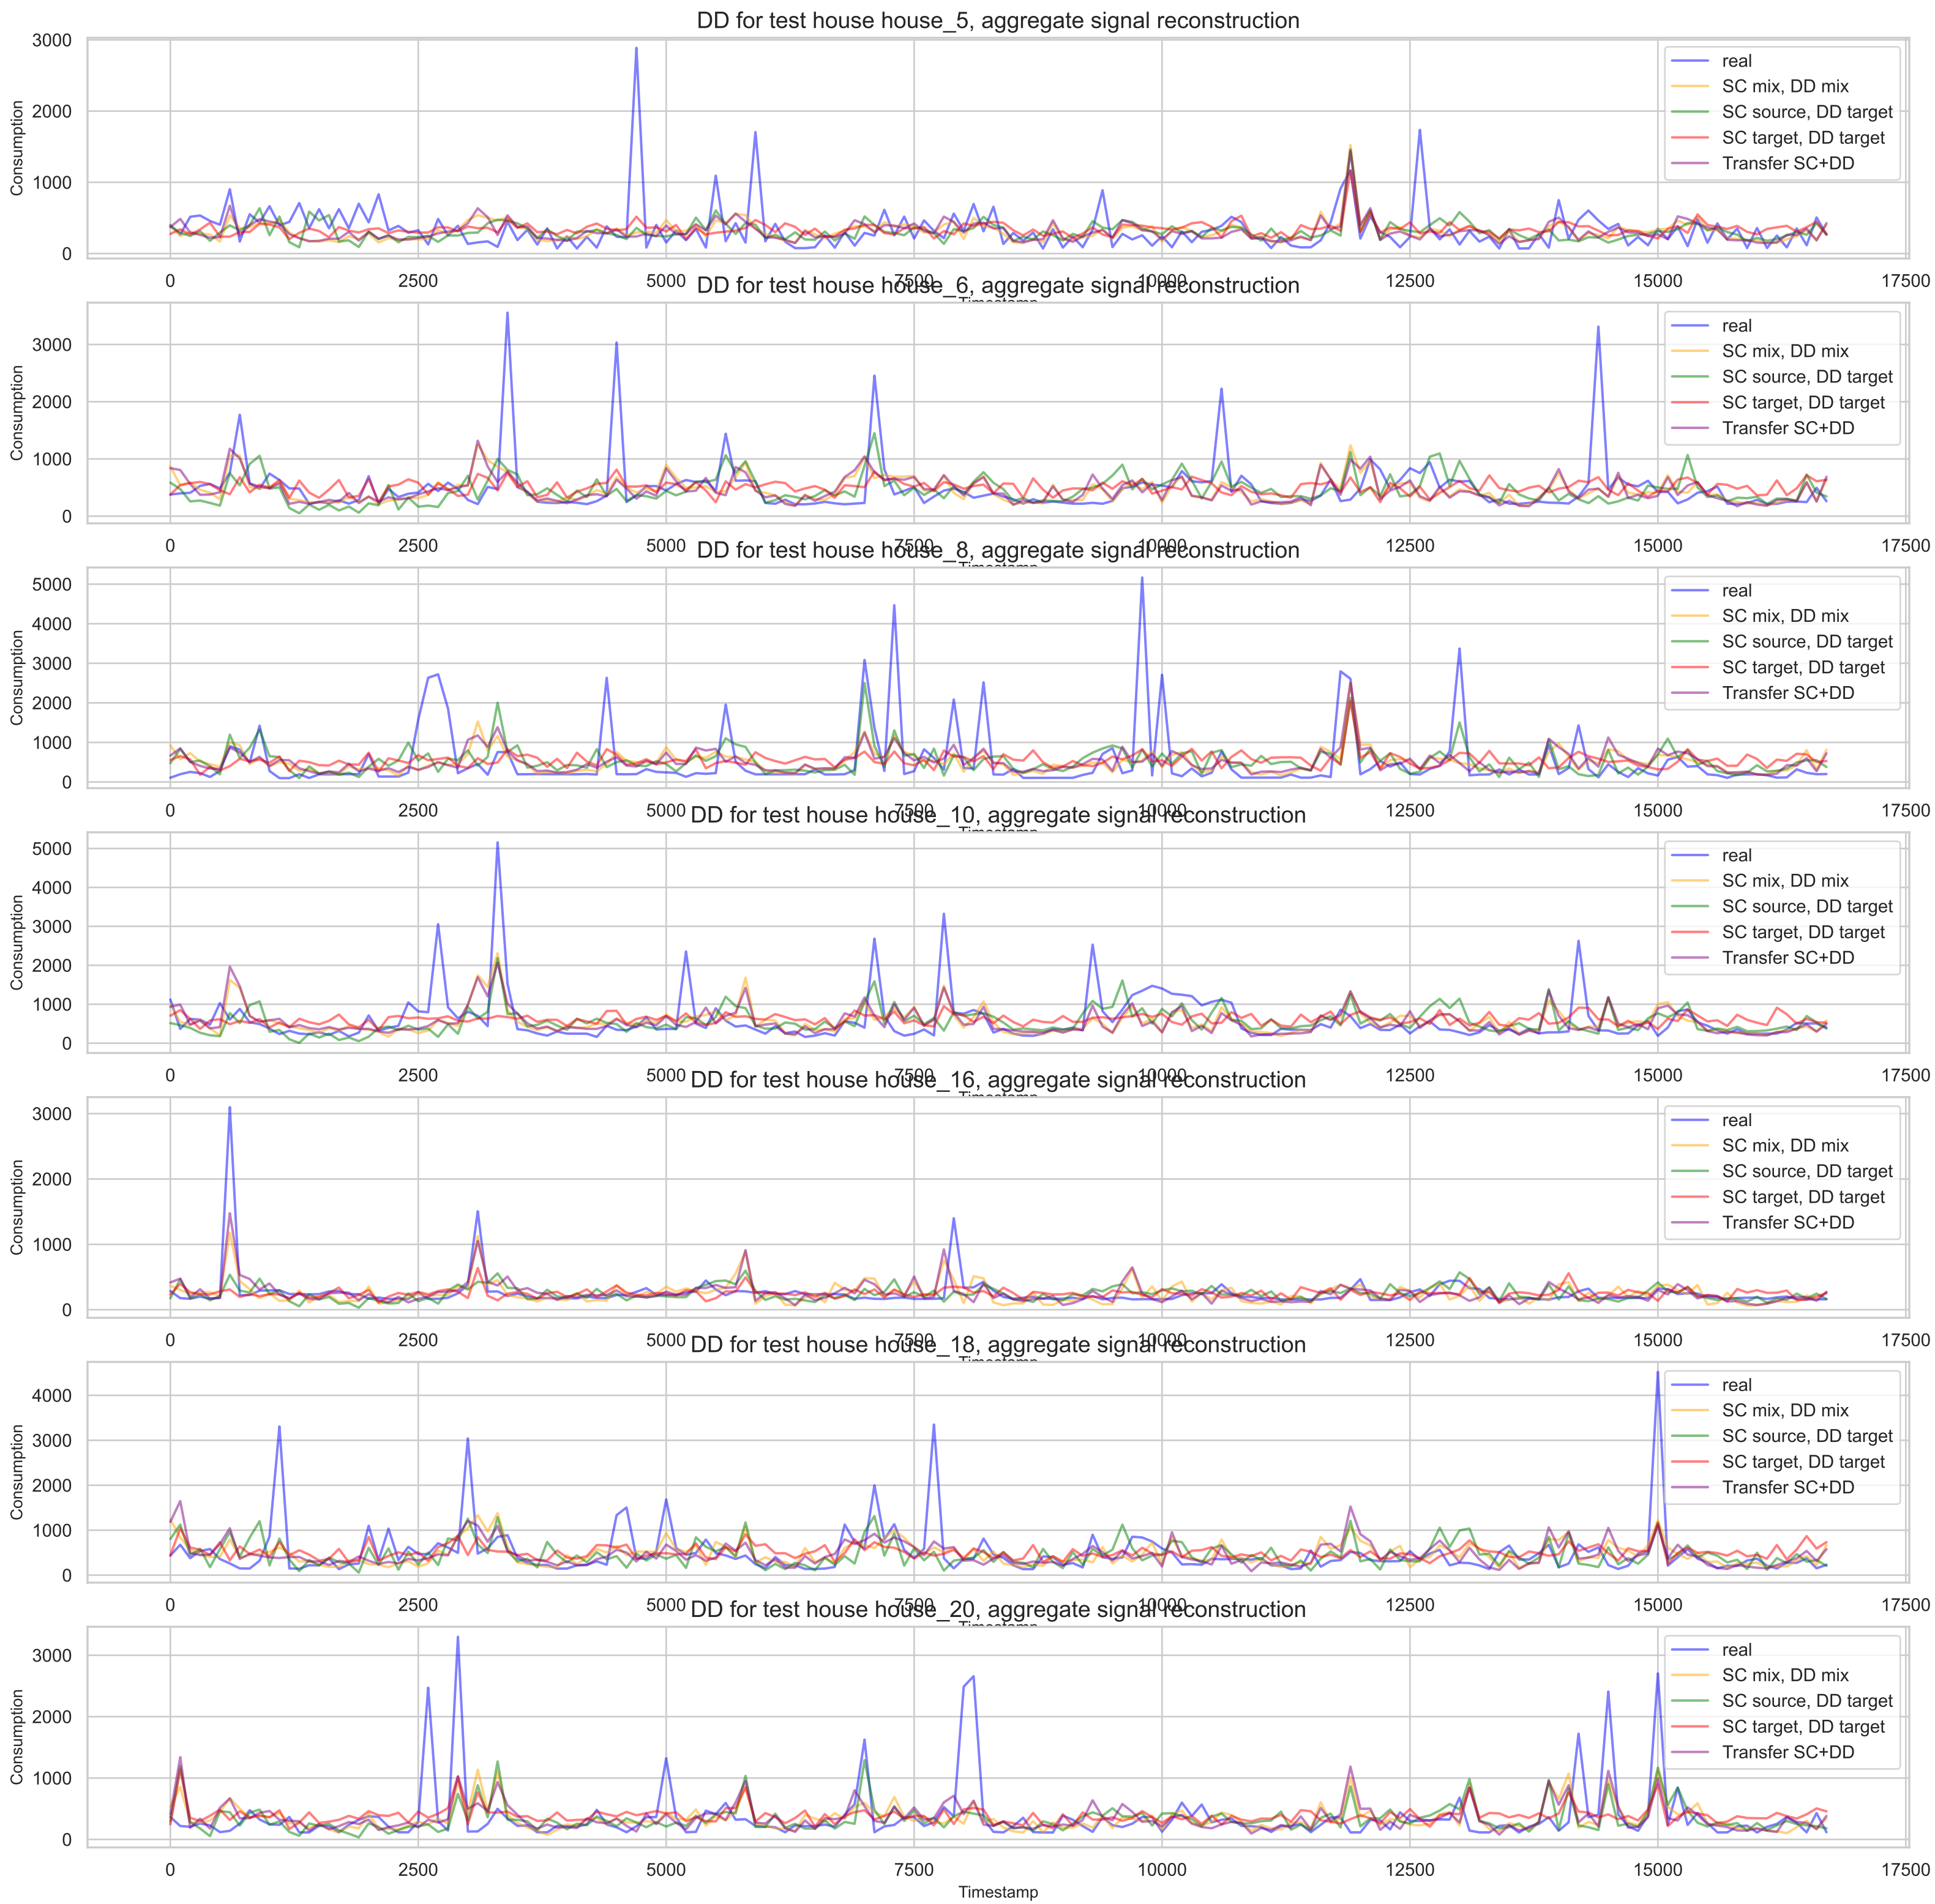 DD for test house house_5, aggregate signal reconstruction
3000
2000
1000
0
Consumption
real
SC mix, DD mix
SC source, DD target
SC target, DD target
Transfer SC+DD
0 2500 5000 7500 10000 12500 15000 17500
Timestamp
DD for test house house_6, aggregate signal reconstruction
3000
2000
1000
0
Consumption
real
SC mix, DD mix
SC source, DD target
SC target, DD target
Transfer SC+DD
0 2500 5000 7500 10000 12500 15000 17500
Timestamp
DD for test house house_8, aggregate signal reconstruction
5000
4000
3000
2000
1000
0
Consumption
real
SC mix, DD mix
SC source, DD target
SC target, DD target
Transfer SC+DD
0 2500 5000 7500 10000 12500 15000 17500
Timestamp
DD for test house house_10, aggregate signal reconstruction
5000
4000
3000
2000
1000
0
Consumption
real
SC mix, DD mix
SC source, DD target
SC target, DD target
Transfer SC+DD
0 2500 5000 7500 10000 12500 15000 17500
Timestamp
DD for test house house_16, aggregate signal reconstruction
3000
2000
1000
0
Consumption
real
SC mix, DD mix
SC source, DD target
SC target, DD target
Transfer SC+DD
0 2500 5000 7500 10000 12500 15000 17500
Timestamp
DD for test house house_18, aggregate signal reconstruction
4000
3000
2000
1000
0
Consumption
real
SC mix, DD mix
SC source, DD target
SC target, DD target
Transfer SC+DD
0 2500 5000 7500 10000 12500 15000 17500
Timestamp
DD for test house house_20, aggregate signal reconstruction
3000
2000
1000
0
Consumption
real
SC mix, DD mix
SC source, DD target
SC target, DD target
Transfer SC+DD
0 2500 5000 7500 10000 12500 15000 17500
Timestamp